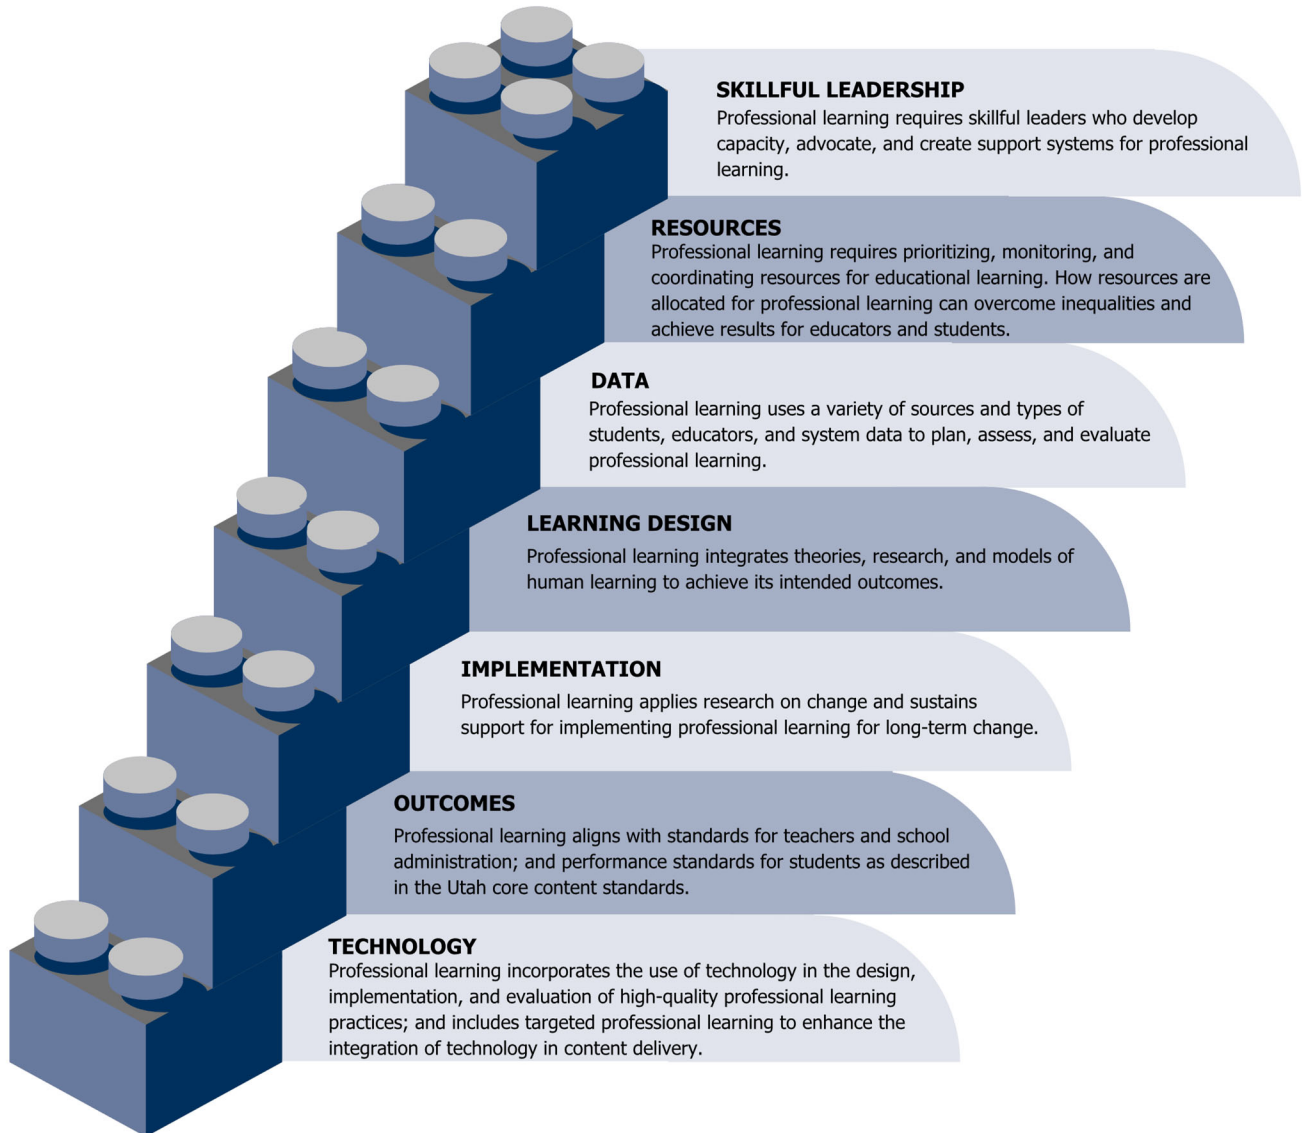 SKILLFUL LEADERSHIP
Professional learning requires skillful leaders who develop
capacity, advocate, and create support systems for professional
learning.
RESOURCES
Professional learning requires prioritizing, monitoring, and
coordinating resources for educational learning. How resources are
allocated for professional learning can overcome inequalities and
achieve results for educators and students.
DATA
Professional learning uses a variety of sources and types of
students, educators, and system data to plan, assess, and evaluate
professional learning.
LEARNING DESIGN
Professional learning integrates theories, research, and models of
human learning to achieve its intended outcomes.
IMPLEMENTATION
Professional learning applies research on change and sustains
support for implementing professional learning for long-term change.
OUTCOMES
Professional learning aligns with standards for teachers and school
administration; and performance standards for students as described
in the Utah core content standards.
TECHNOLOGY
Professional learning incorporates the use of technology in the design,
implementation, and evaluation of high-quality professional learning
practices; and includes targeted professional learning to enhance the
integration of technology in content delivery.